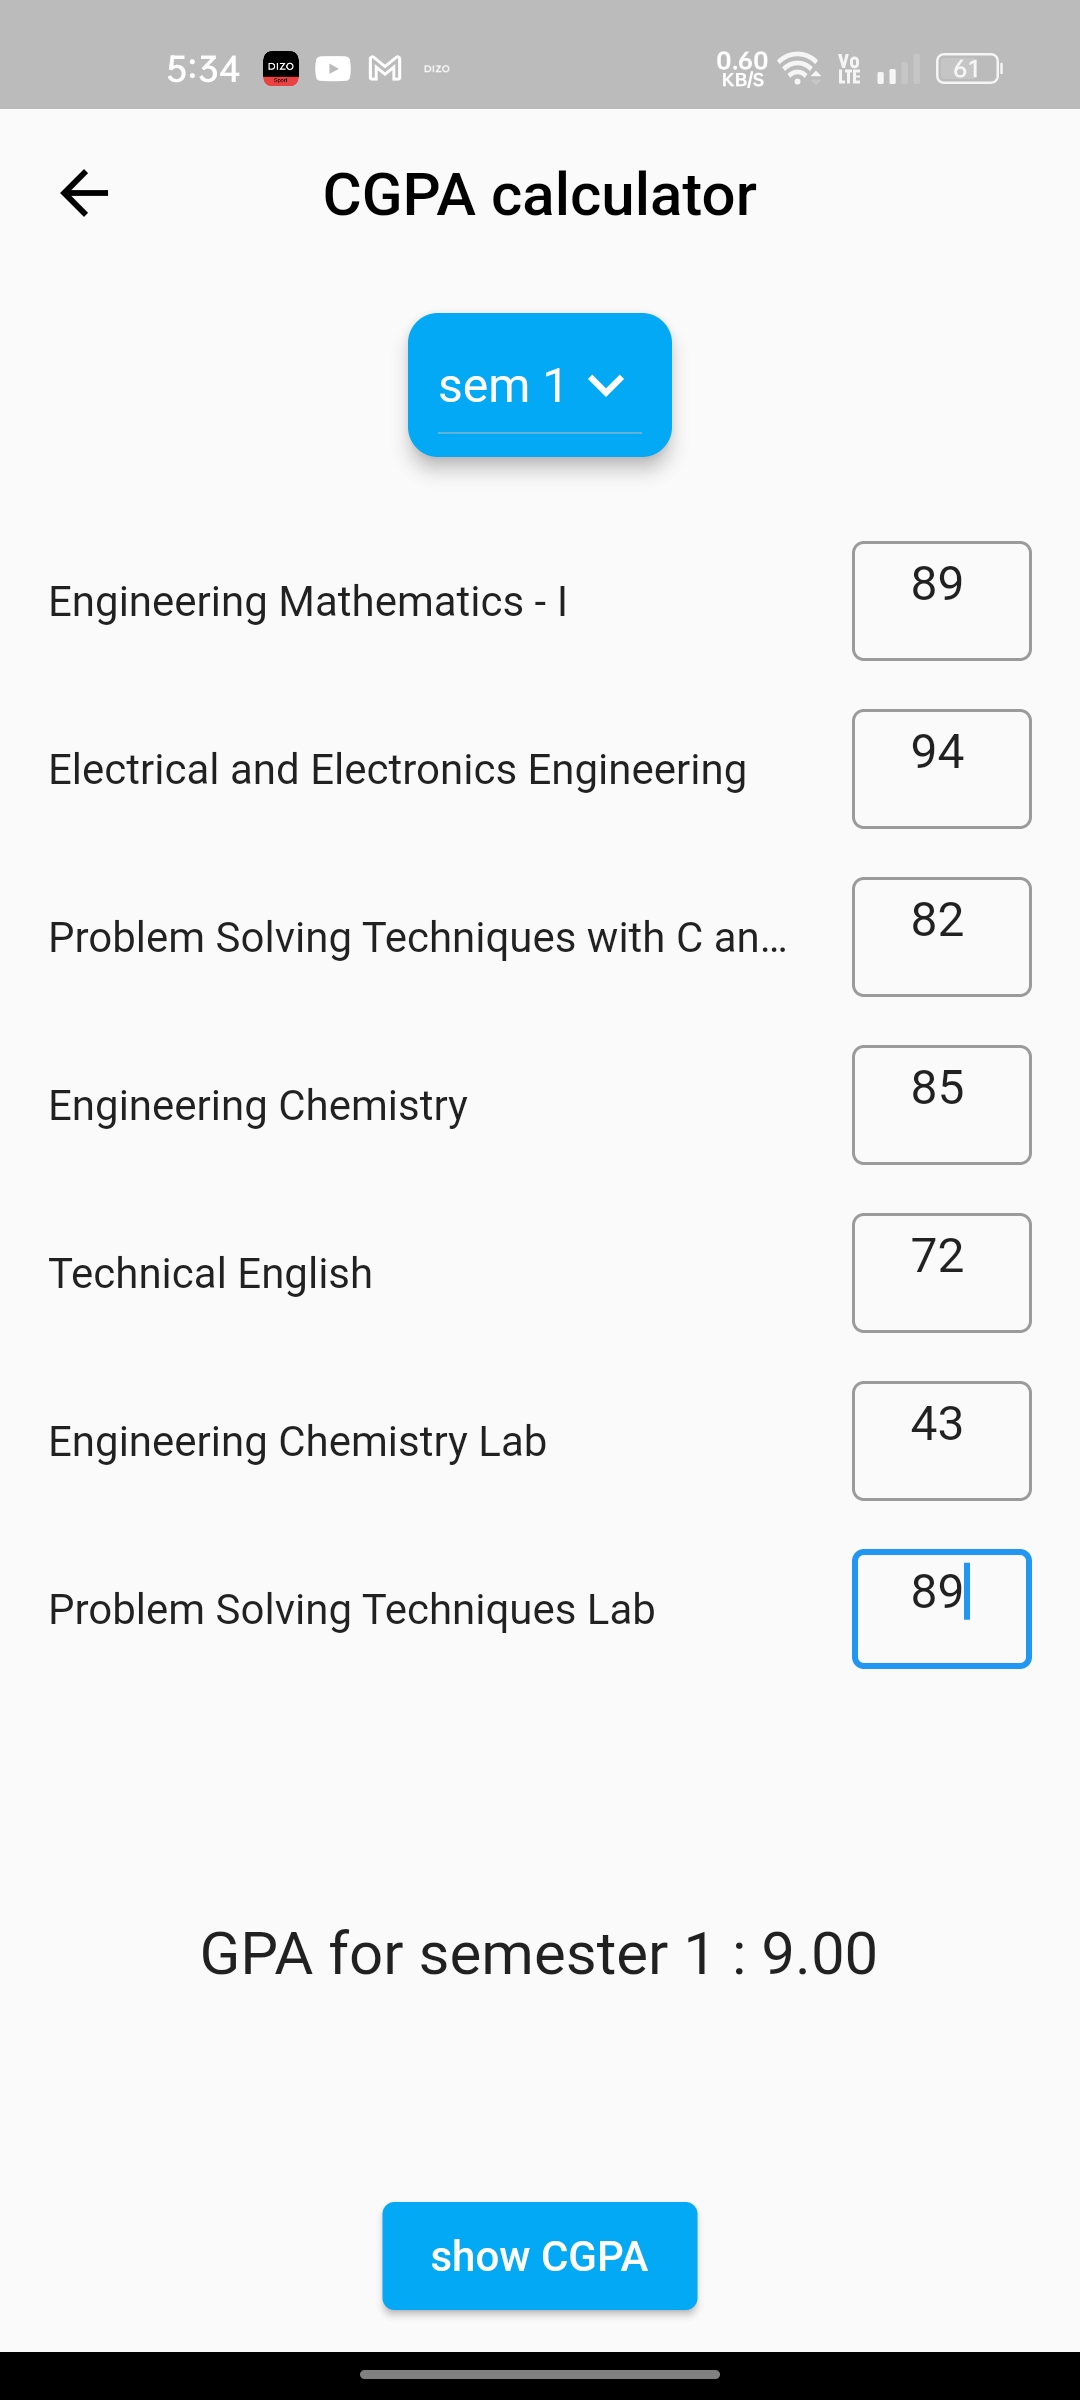 5:34 DIZO DIZO 0.60 KB/S Vo LTE 61
CGPA calculator
sem 1
Engineering Mathematics - I 89
Electrical and Electronics Engineering 94
Problem Solving Techniques with C an... 82
Engineering Chemistry 85
Technical English 72
Engineering Chemistry Lab 43
Problem Solving Techniques Lab 89
GPA for semester 1 : 9.00
show CGPA